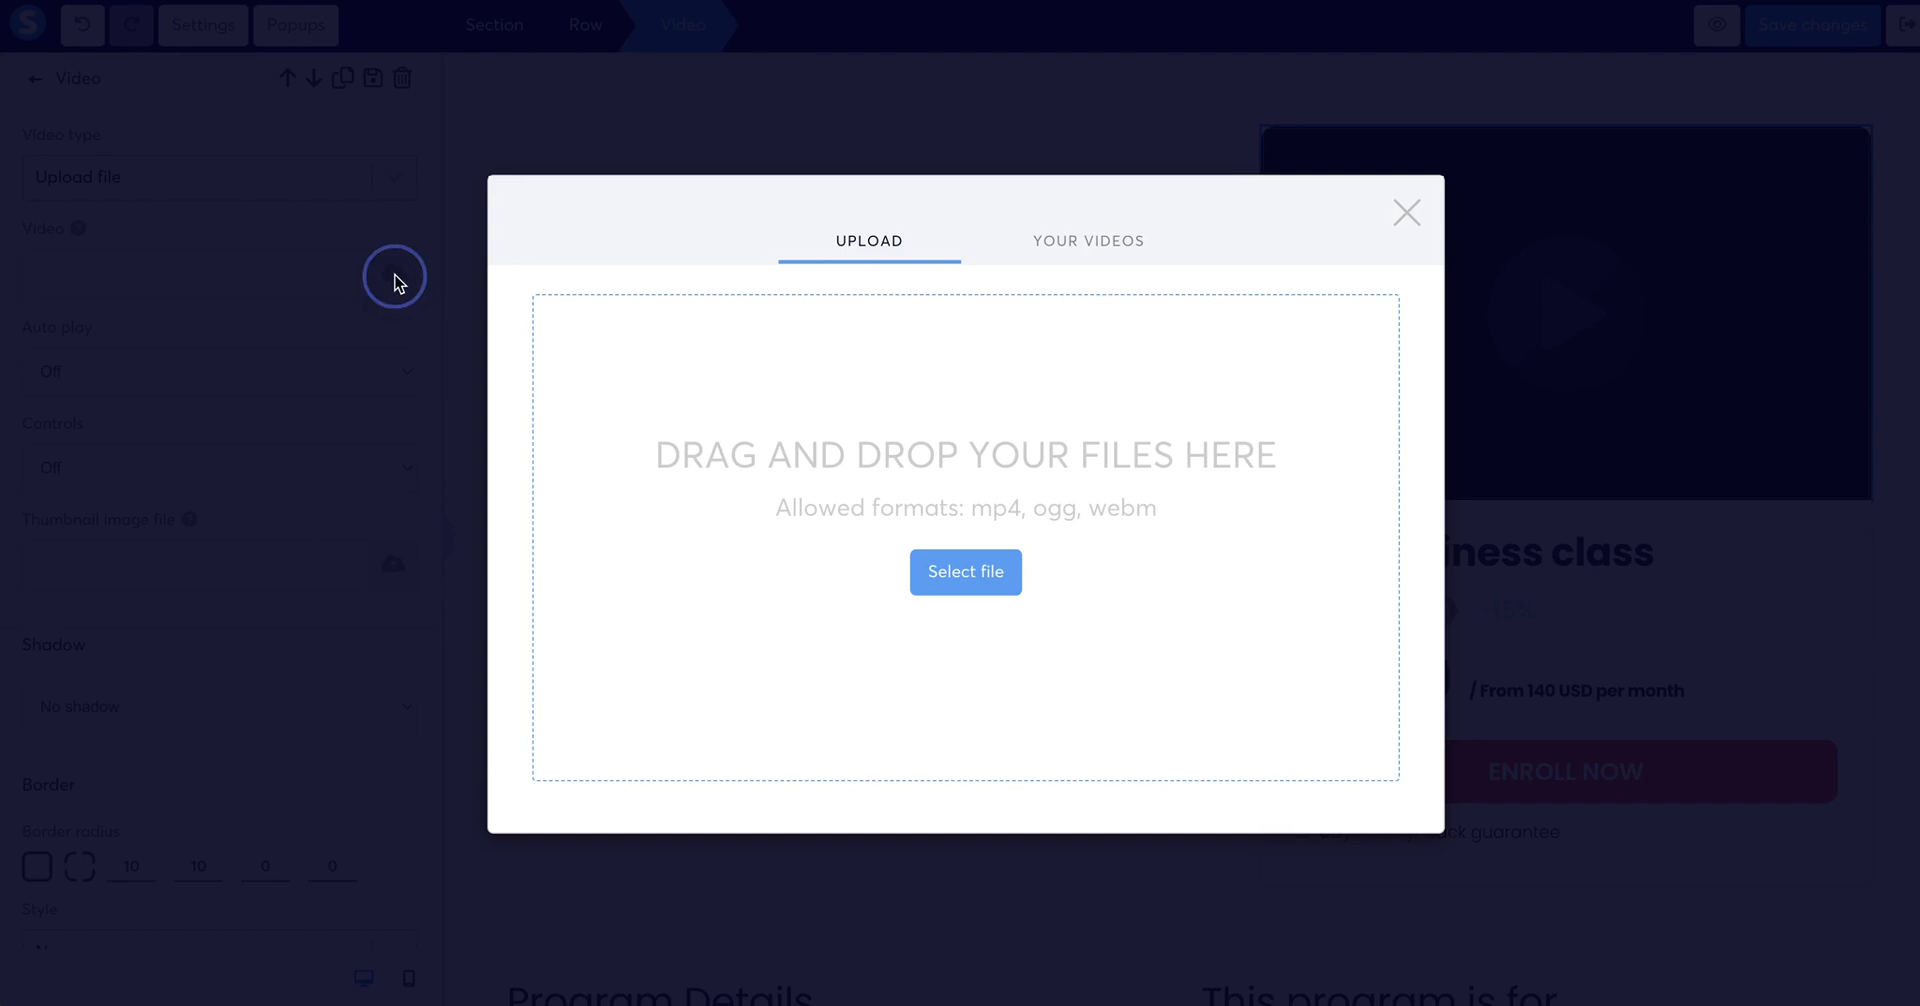 S
Settings
Popups
Section
Row
Video
Save changes
Video
Video type
Upload file
Video
Auto play
Off
Controls
Off
Thumbnail image file
Shadow
No shadow
Border
Border radius
10 10 0 0
Style
UPLOAD
YOUR VIDEOS
DRAG AND DROP YOUR FILES HERE
Allowed formats: mp4, ogg, webm
Select file
class
/ From 140 USD per month
ENROLL NOW
guarantee
Program Details
This program is for